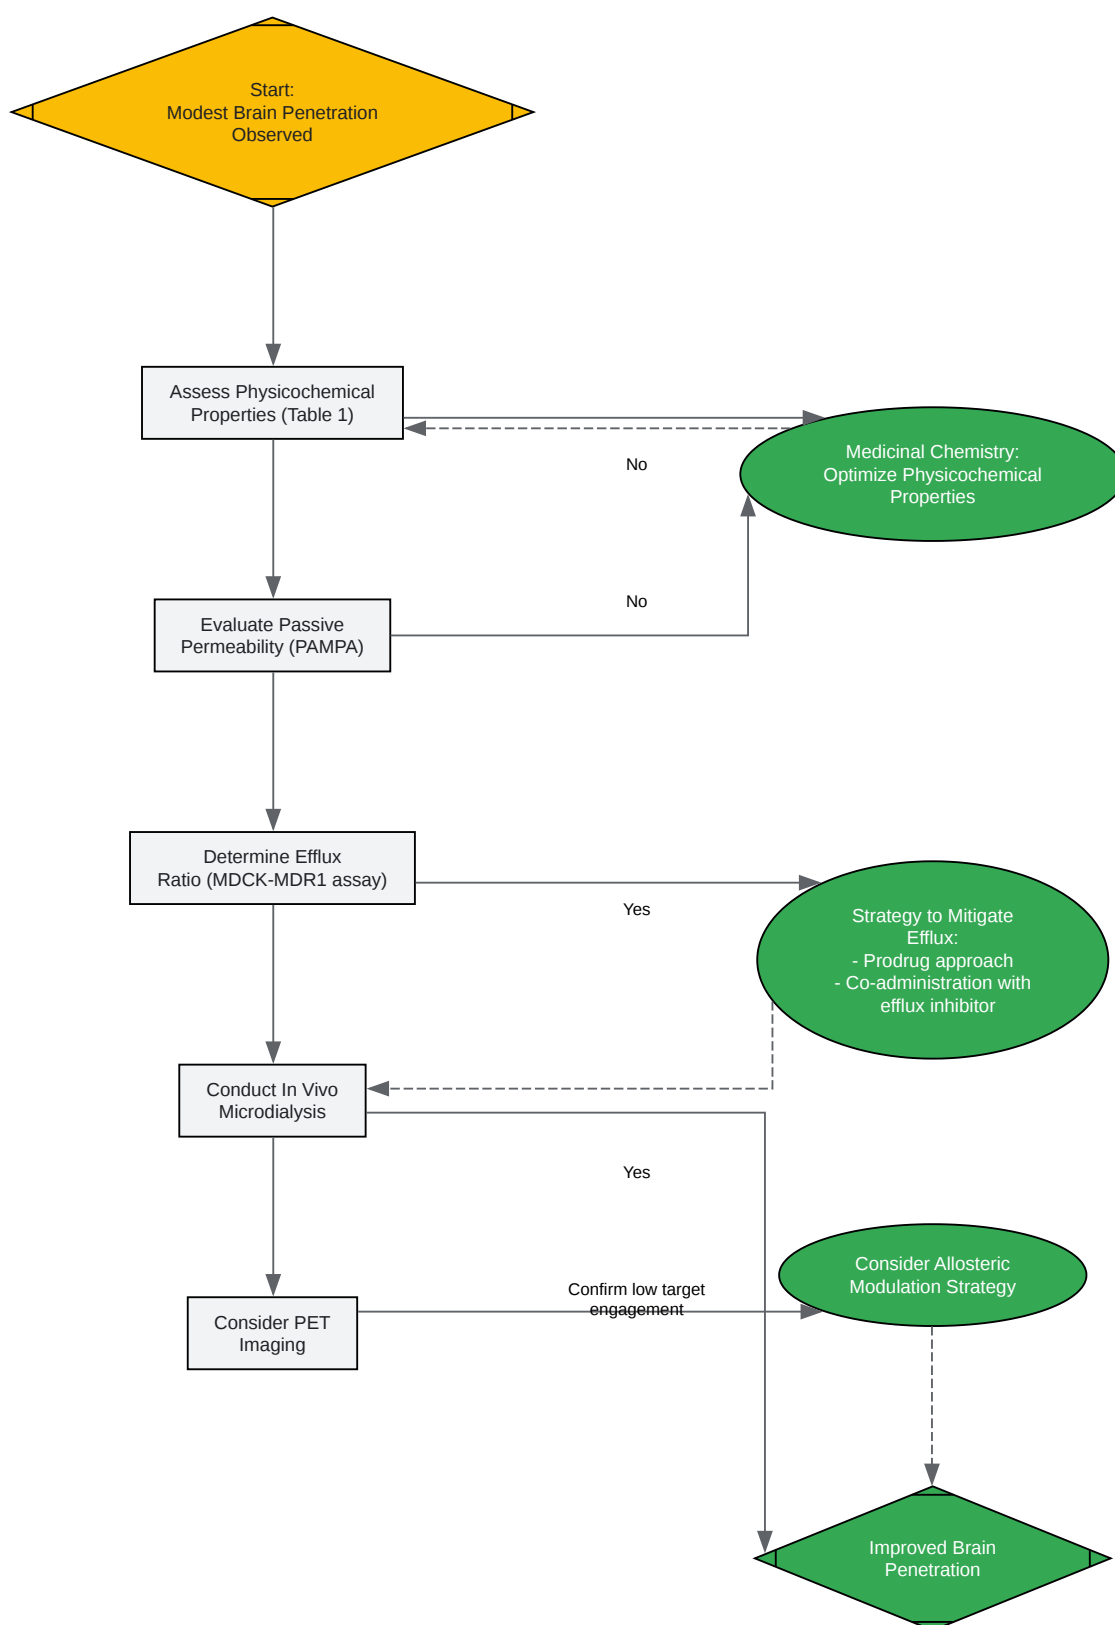 Start:
Modest Brain Penetration
Observed
Assess Physicochemical
Properties (Table 1)
No
Medicinal Chemistry:
Optimize Physicochemical
Properties
No
Evaluate Passive
Permeability (PAMPA)
Determine Efflux
Ratio (MDCK-MDR1 assay)
Yes
Strategy to Mitigate
Efflux:
- Prodrug approach
- Co-administration with
efflux inhibitor
Conduct In Vivo
Microdialysis
Yes
Consider Allosteric
Modulation Strategy
Confirm low target
engagement
Consider PET
Imaging
Improved Brain
Penetration